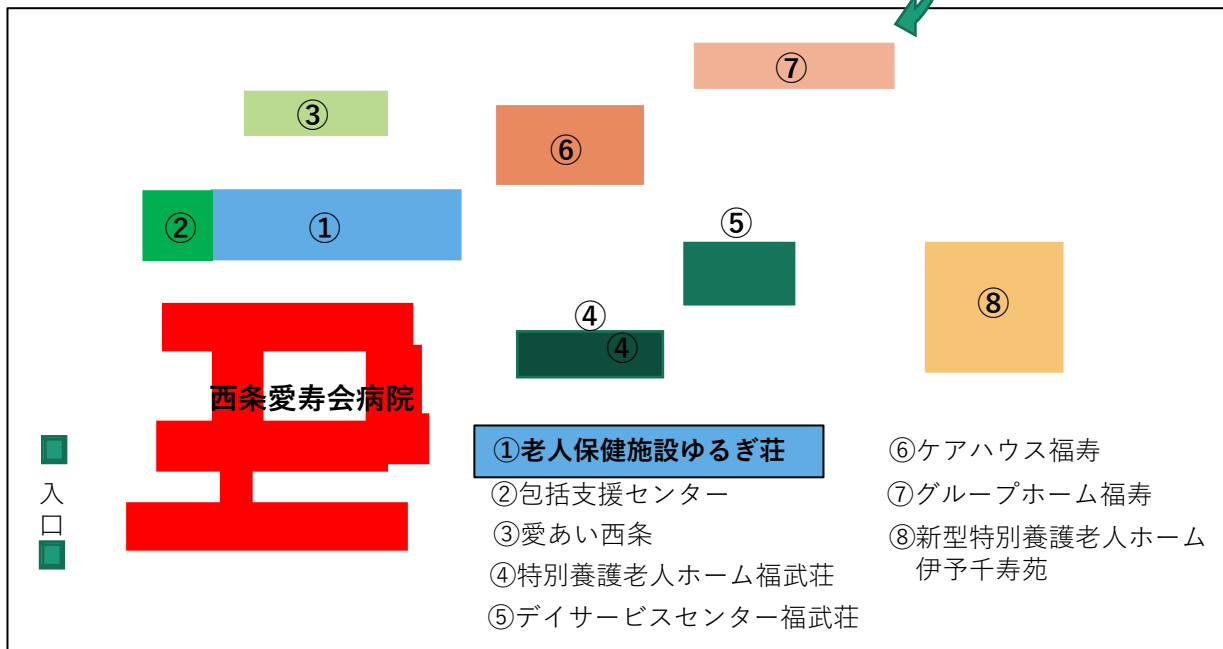 ⑦
③
⑥
②
①
⑤
⑧
④
④
西条愛寿会病院
入
口
①老人保健施設ゆるぎ荘
②包括支援センター
③愛あい西条
④特別養護老人ホーム福武荘
⑤デイサービスセンター福武荘
⑥ケアハウス福寿
⑦グループホーム福寿
⑧新型特別養護老人ホーム
伊予千寿苑